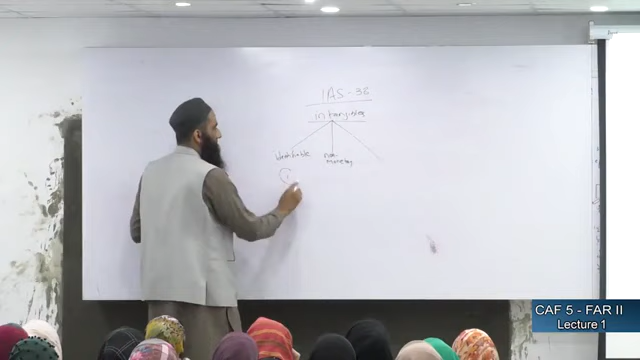 IAS - 38
intangibles
identifiable
non-
monetary
CAF 5 - FAR II
Lecture 1